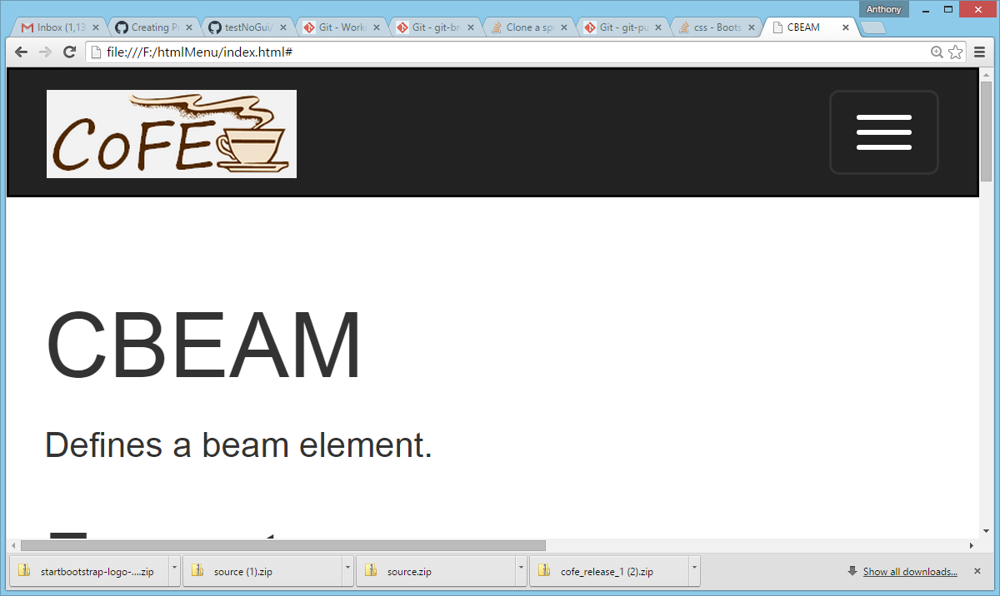 Anthony
Inbox (1,13
Creating P
testNoGui/
Git - Worki
Git - git-br
Clone a sp
Git - git-pu
css - Boots
CBEAM
file:///F:/htmlMenu/index.html#
CoFE
CBEAM
Defines a beam element.
startbootstrap-logo-....zip
source (1).zip
source.zip
cofe_release_1 (2).zip
Show all downloads...